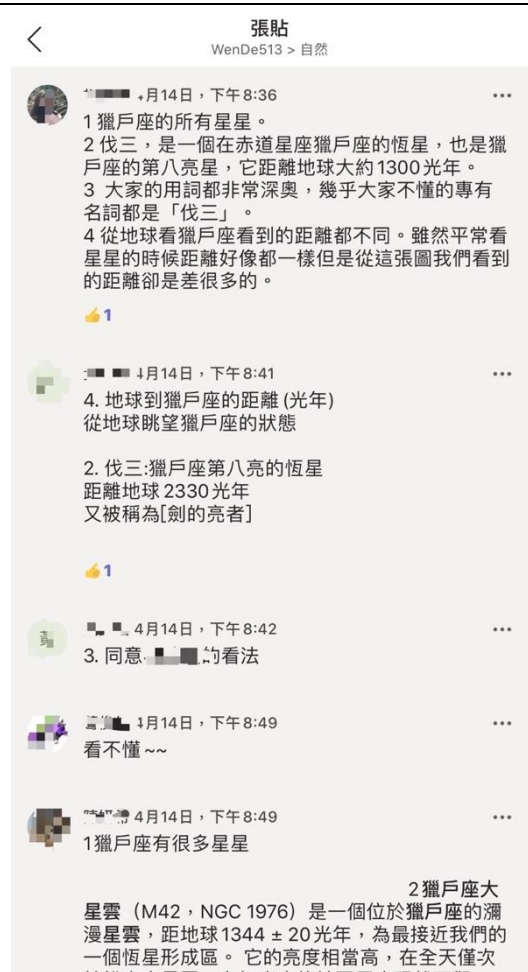 張貼
WenDe513 > 自然
月14日，下午8:36
1 獵戶座的所有星星。
2 伐三，是一個在赤道星座獵戶座的恆星，也是獵
戶座的第八亮星，它距離地球大約1300光年。
3 大家的用詞都非常深奧，幾乎大家不懂的專有
名詞都是「伐三」。
4 從地球看獵戶座看到的距離都不同。雖然平常看
星星的時候距離好像都一樣但是從這張圖我們看到
的距離卻是差很多的。
1
4月14日，下午8:41
4. 地球到獵戶座的距離 (光年)
從地球眺望獵戶座的狀態
2. 伐三:獵戶座第八亮的恆星
距離地球 2330光年
又被稱為[劍的亮者]
1
4月14日，下午8:42
3. 同意 的看法
4月14日，下午8:49
看不懂~~
4月14日，下午8:49
1獵戶座有很多星星
2獵戶座大
星雲（M42，NGC 1976）是一個位於獵戶座的瀰
漫星雲，距地球1344 ± 20光年，為最接近我們的
一個恆星形成區。 它的亮度相當高，在全天僅次